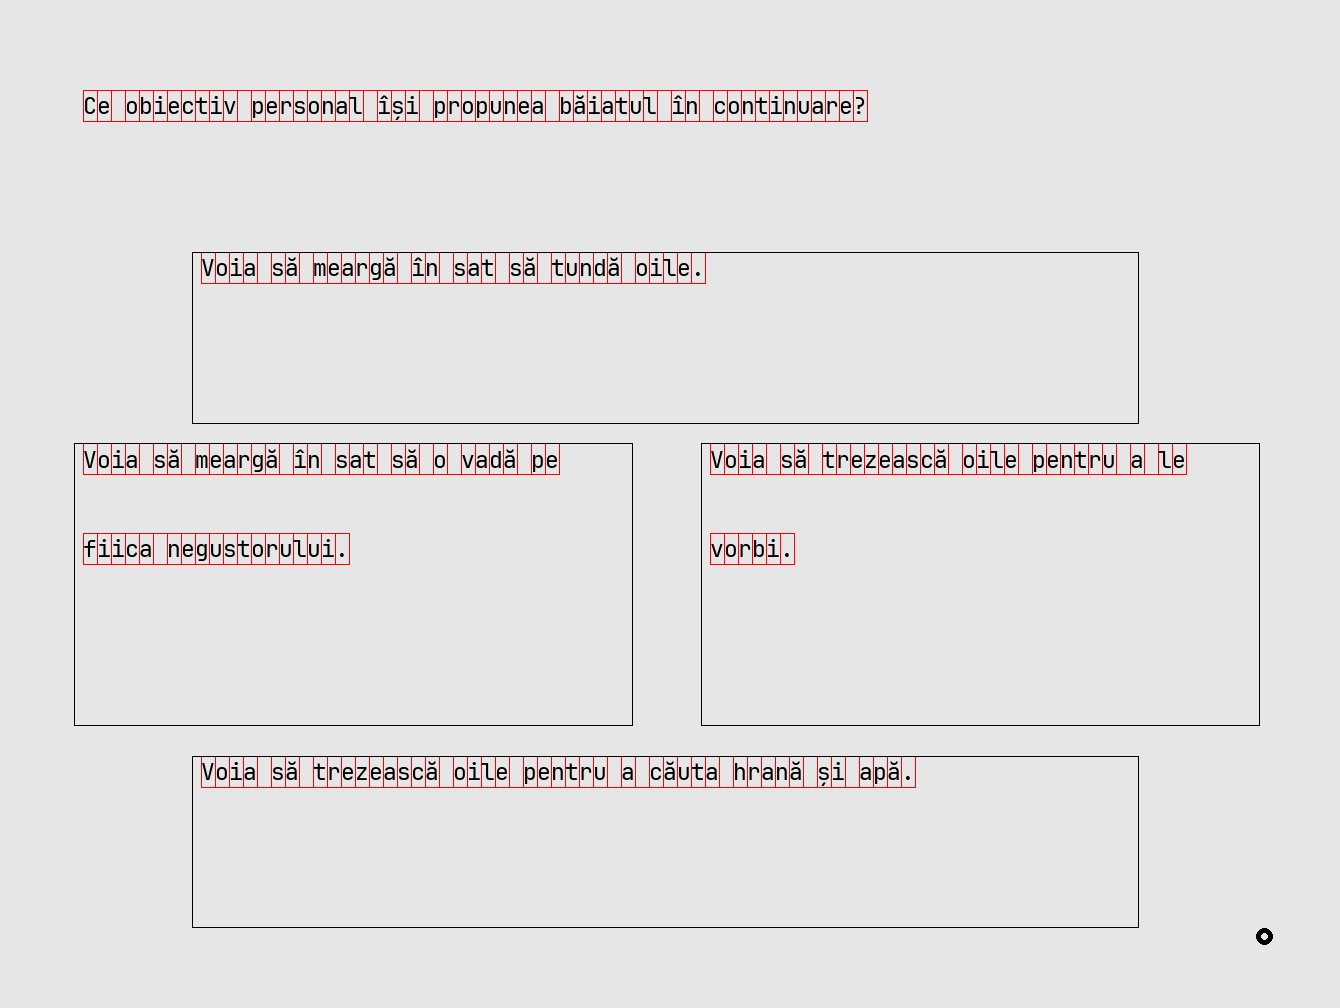 Ce obiectiv personal își propunea băiatul în continuare?
Voia să meargă în sat să tundă oile.
Voia să meargă în sat să o vadă pe
fiica negustorului.
Voia să trezească oile pentru a le
vorbi.
Voia să trezească oile pentru a căuta hrană și apă.